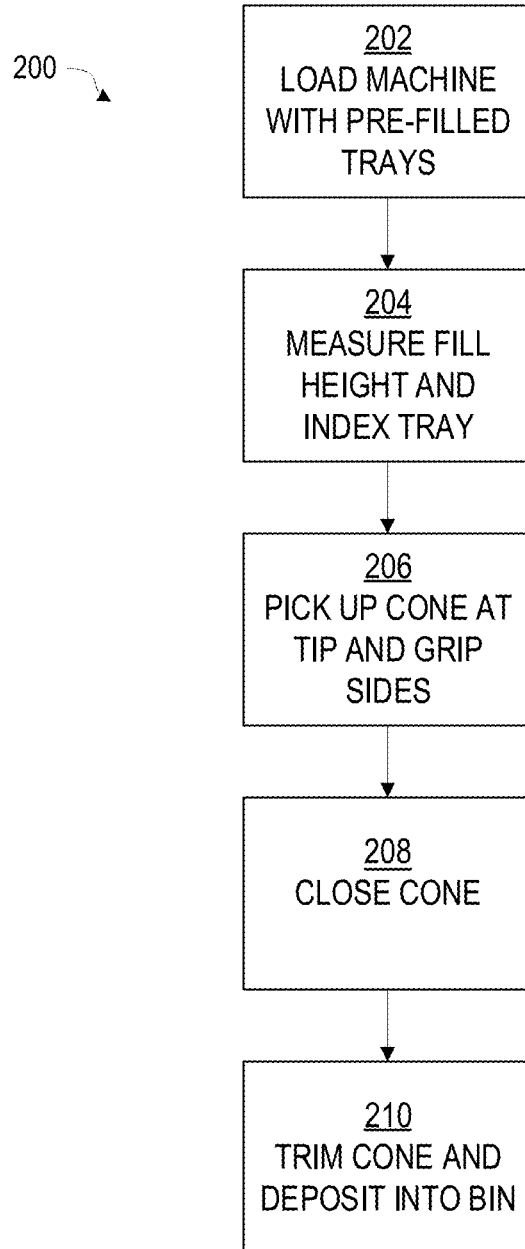 200
202
LOAD MACHINE
WITH PRE-FILLED
TRAYS
204
MEASURE FILL
HEIGHT AND
INDEX TRAY
206
PICK UP CONE AT
TIP AND GRIP
SIDES
208
CLOSE CONE
210
TRIM CONE AND
DEPOSIT INTO BIN